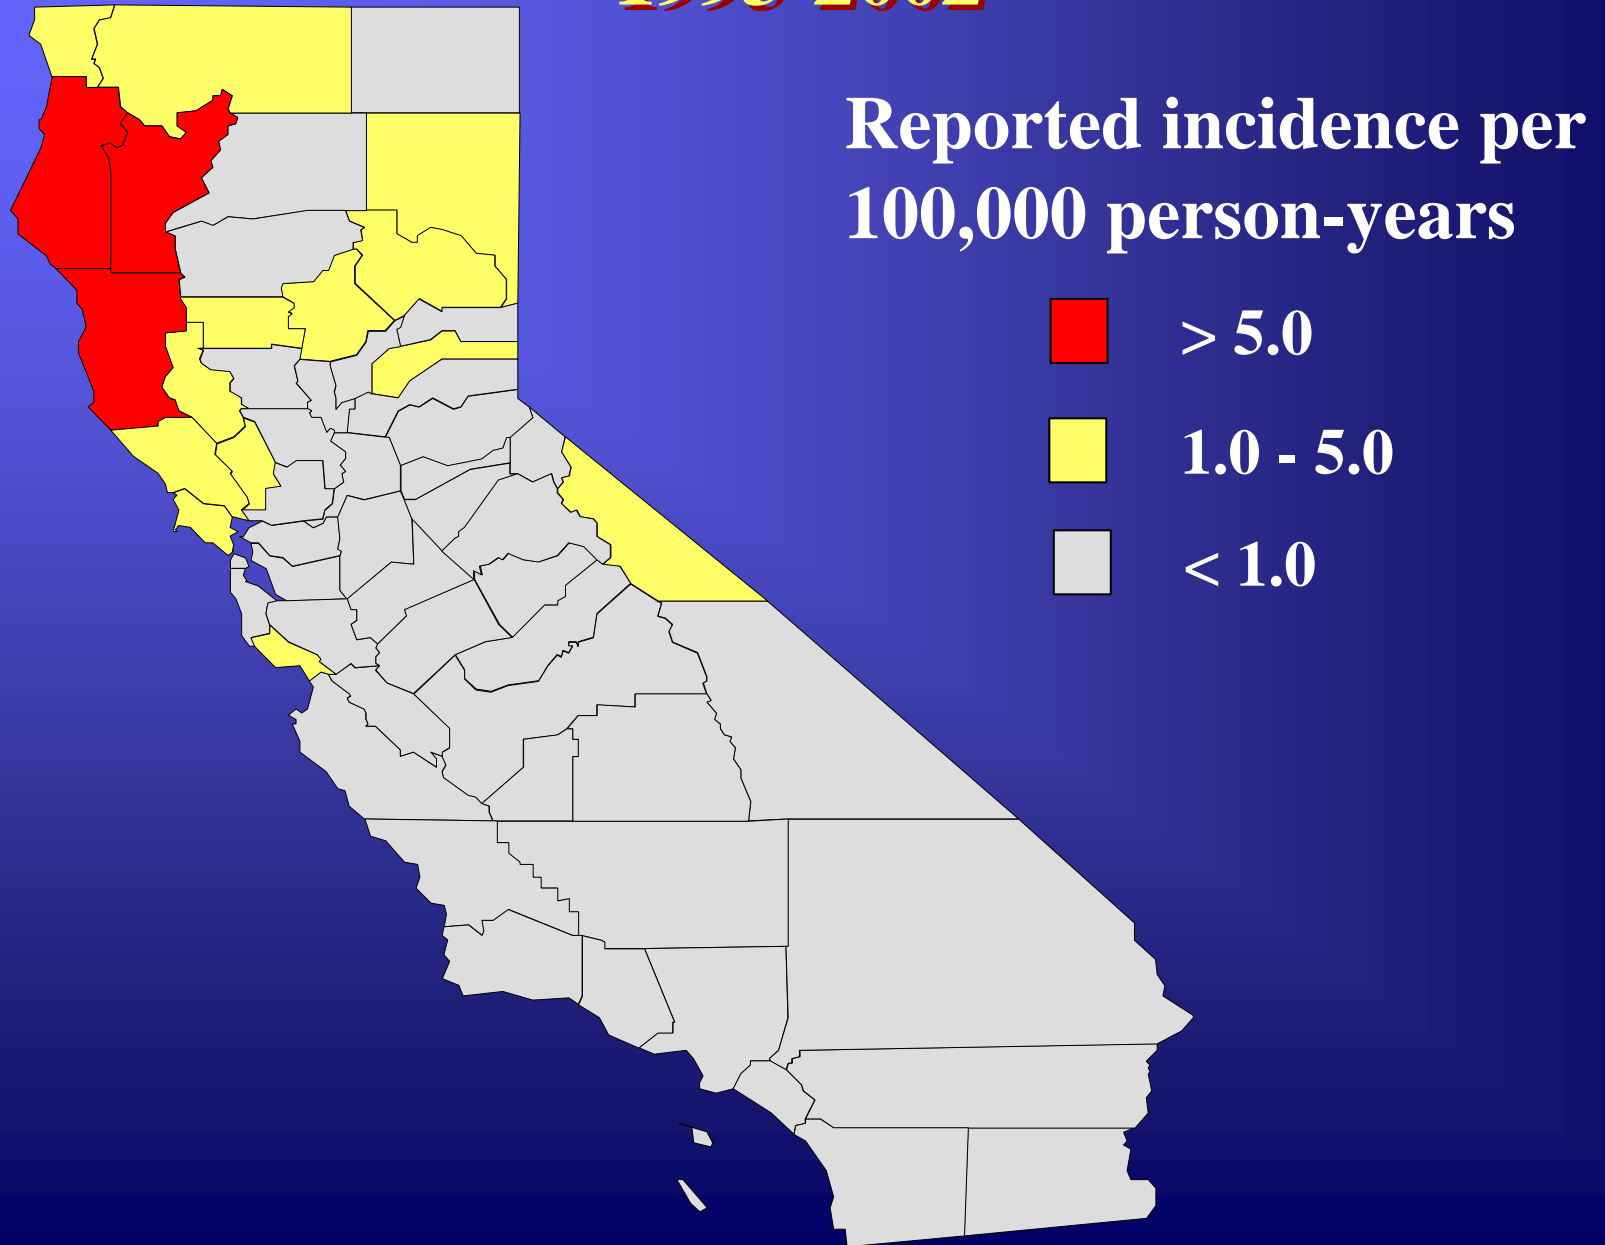 Reported incidence per
100,000 person-years
> 5.0
1.0 - 5.0
< 1.0